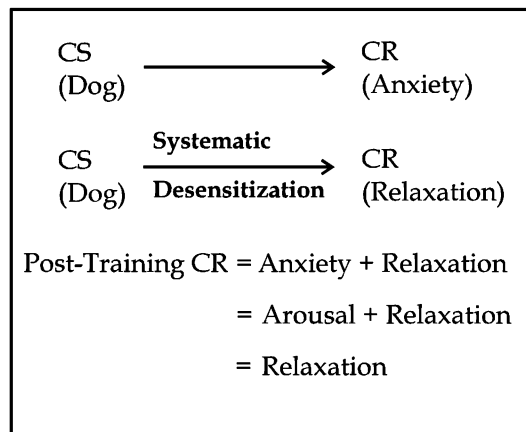 CS CR
(Dog) (Anxiety)
CS Systematic CR
(Dog) Desensitization (Relaxation)
Post-Training CR = Anxiety + Relaxation
= Arousal + Relaxation
= Relaxation